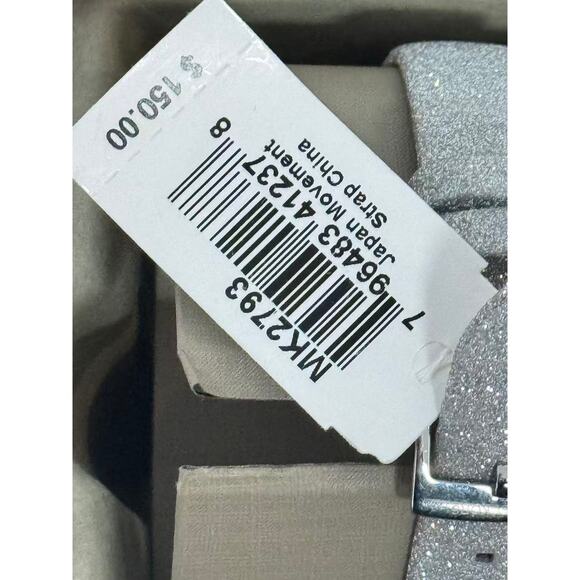 MK2793
7 96483 41237 8
Japan Movement
Strap China
$150.00